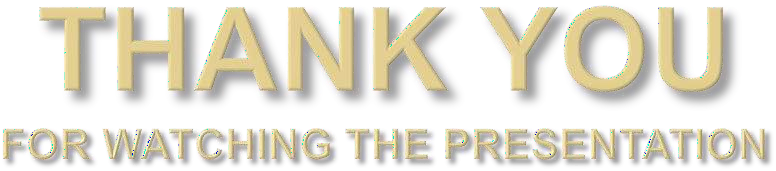 THANK YOU
FOR WATCHING THE PRESENTATION